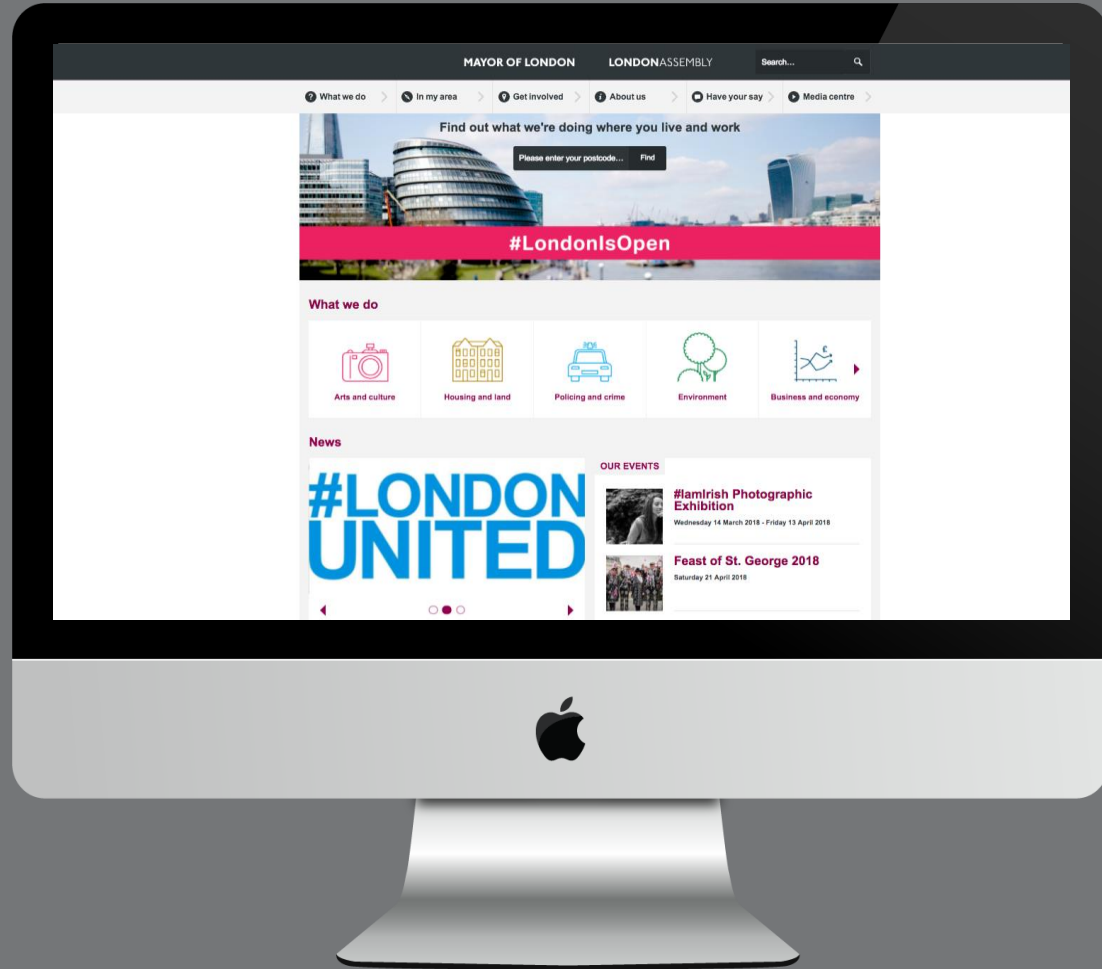 MAYOR OF LONDON LONDONASSEMBLY Search...
What we do In my area Get involved About us Have your say Media centre
Find out what we're doing where you live and work
Please enter your postcode... Find
#LondonIsOpen
What we do
Arts and culture Housing and land Policing and crime Environment Business and economy
News
#LONDON
UNITED
OUR EVENTS
#IamIrish Photographic
Exhibition
Wednesday 14 March 2018 - Friday 13 April 2018
Feast of St. George 2018
Saturday 21 April 2018